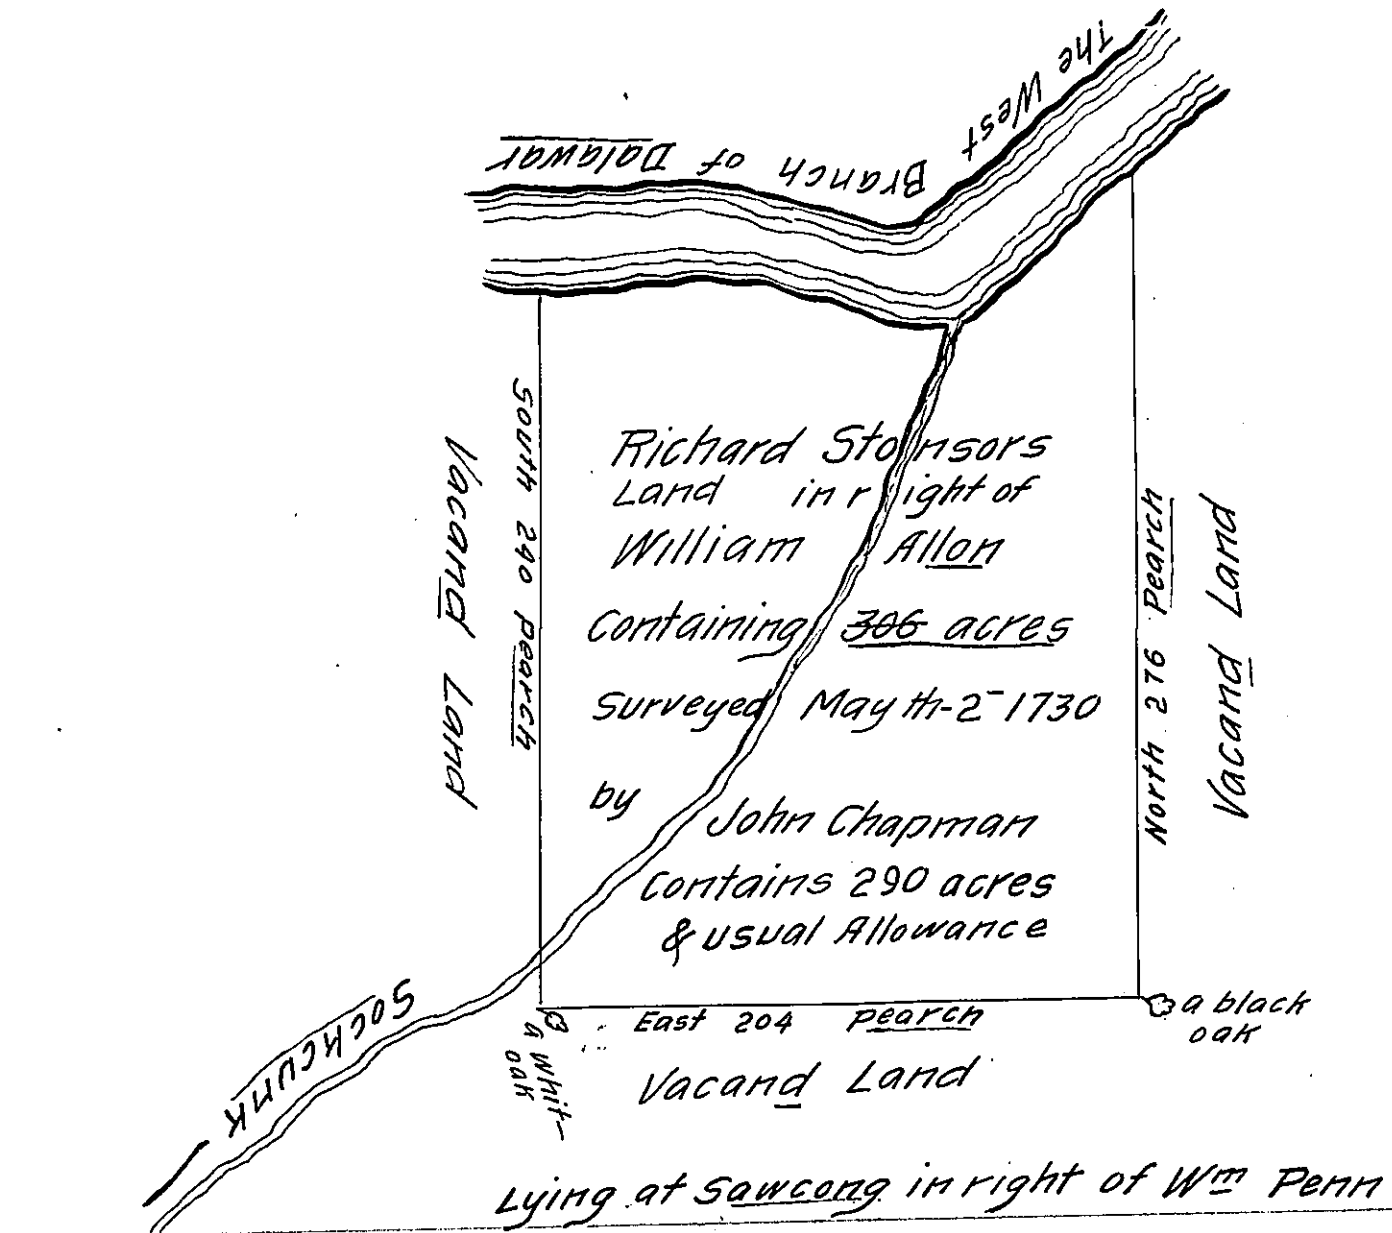 The West
Branch of Dalawar
South 240 pearch
Vacand Land
Richard Stonsors
Land in right of
William Allon
Containing 306 acres
Surveyed May th-2- 1730
by John Chapman
Contains 290 acres
& usual Allowance
North 276 Pearch
Vacand Land
Sockcunk
a whit-
oak
East 204 pearch
a black
oak
Vacand Land
Lying at Sawcong in right of Wm Penn